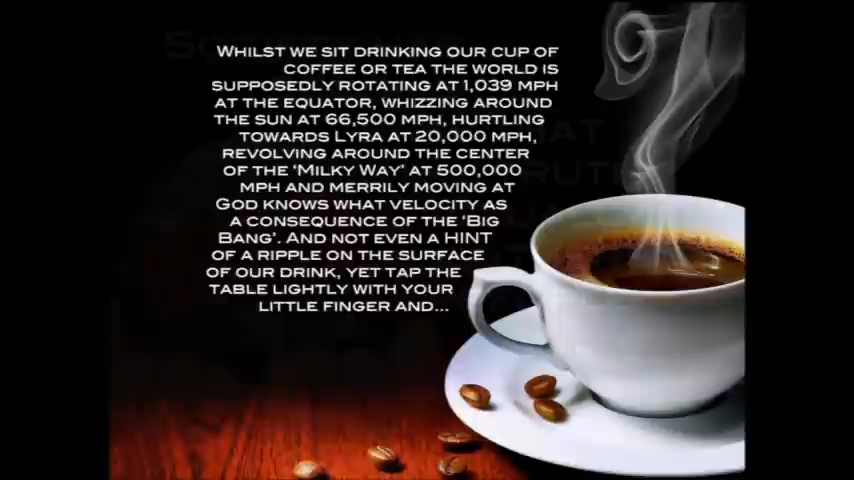 Whilst we sit drinking our cup of
coffee or tea the world is
supposedly rotating at 1,039 mph
at the equator, whizzing around
the sun at 66,500 mph, hurtling
towards Lyra at 20,000 mph,
revolving around the center
of the 'Milky Way' at 500,000
mph and merrily moving at
God knows what velocity as
a consequence of the 'Big
Bang'. And not even a hint
of a ripple on the surface
of our drink, yet tap the
table lightly with your
little finger and...